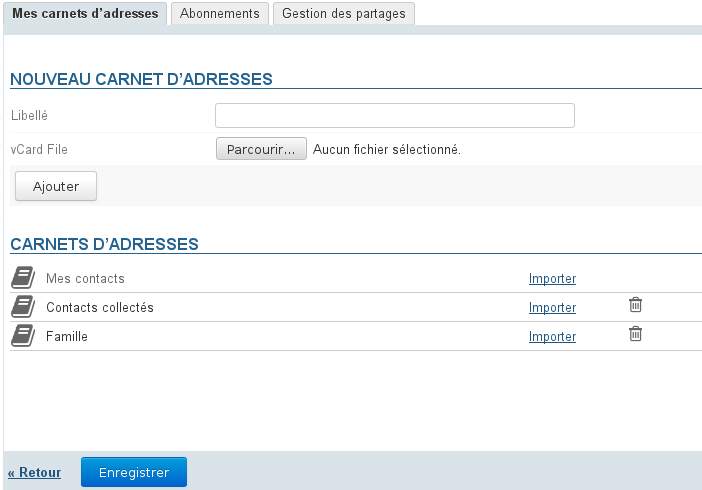 Mes carnets d'adresses Abonnements Gestion des partages
NOUVEAU CARNET D'ADRESSES
Libellé
vCard File Parcourir... Aucun fichier sélectionné.
Ajouter
CARNETS D'ADRESSES
Mes contacts Importer
Contacts collectés Importer
Famille Importer
« Retour Enregistrer